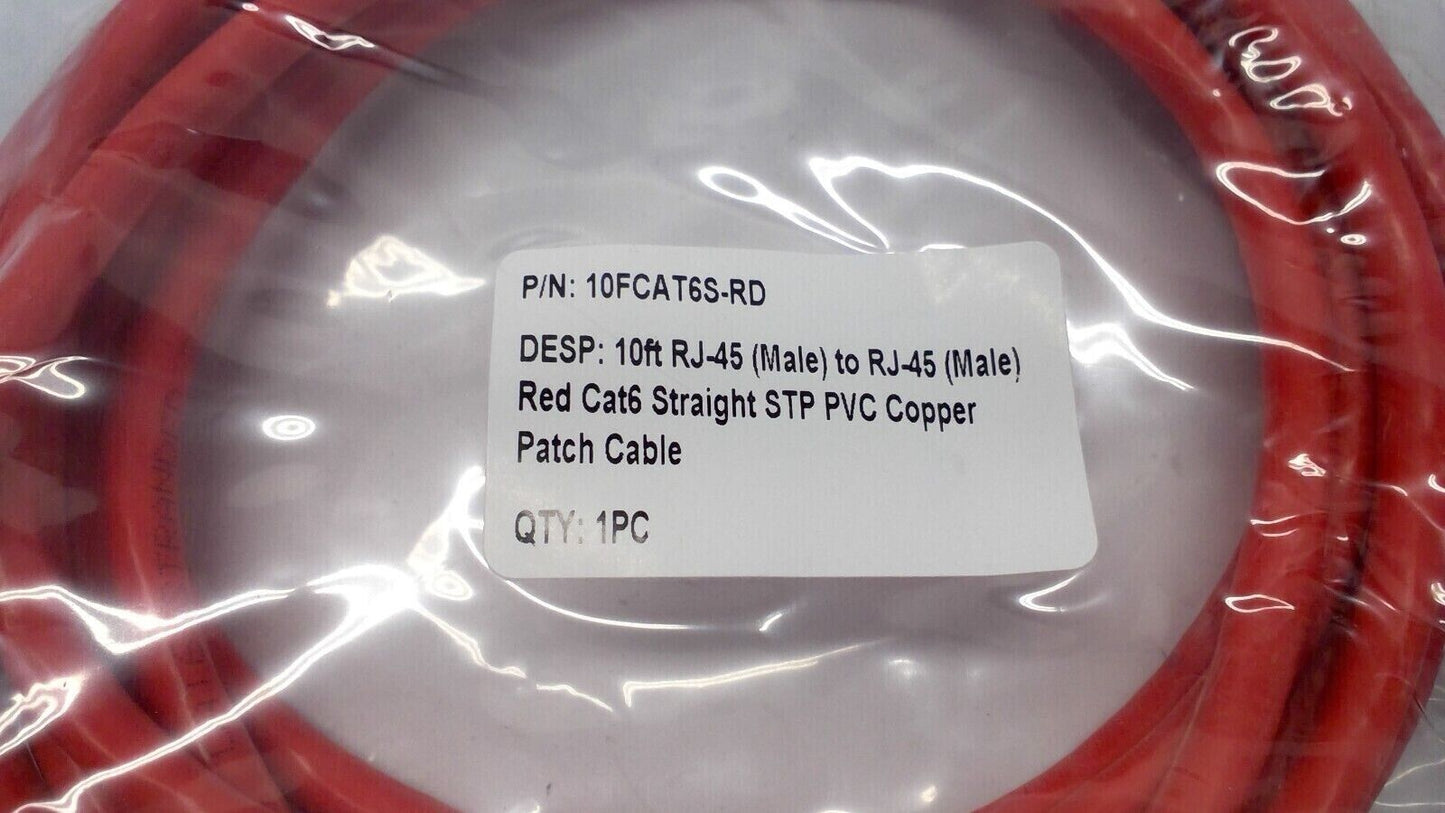 P/N: 10FCAT6S-RD
DESP: 10ft RJ-45 (Male) to RJ-45 (Male)
Red Cat6 Straight STP PVC Copper
Patch Cable
QTY: 1PC